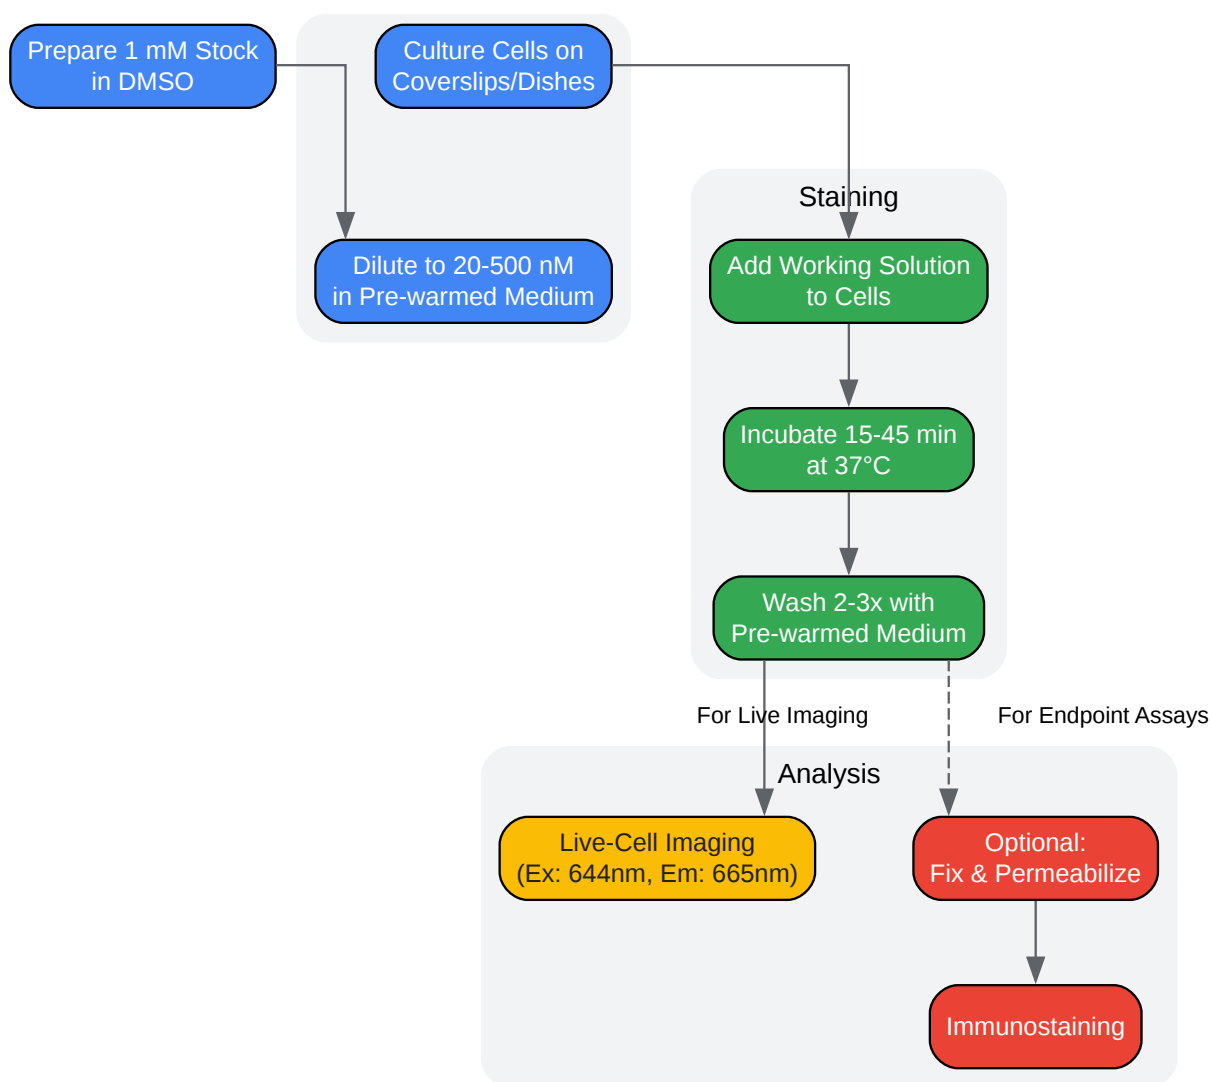 Prepare 1 mM Stock
in DMSO
Culture Cells on
Coverslips/Dishes
Dilute to 20-500 nM
in Pre-warmed Medium
Staining
Add Working Solution
to Cells
Incubate 15-45 min
at 37°C
Wash 2-3x with
Pre-warmed Medium
For Live Imaging
For Endpoint Assays
Analysis
Live-Cell Imaging
(Ex: 644nm, Em: 665nm)
Optional:
Fix & Permeabilize
Immunostaining